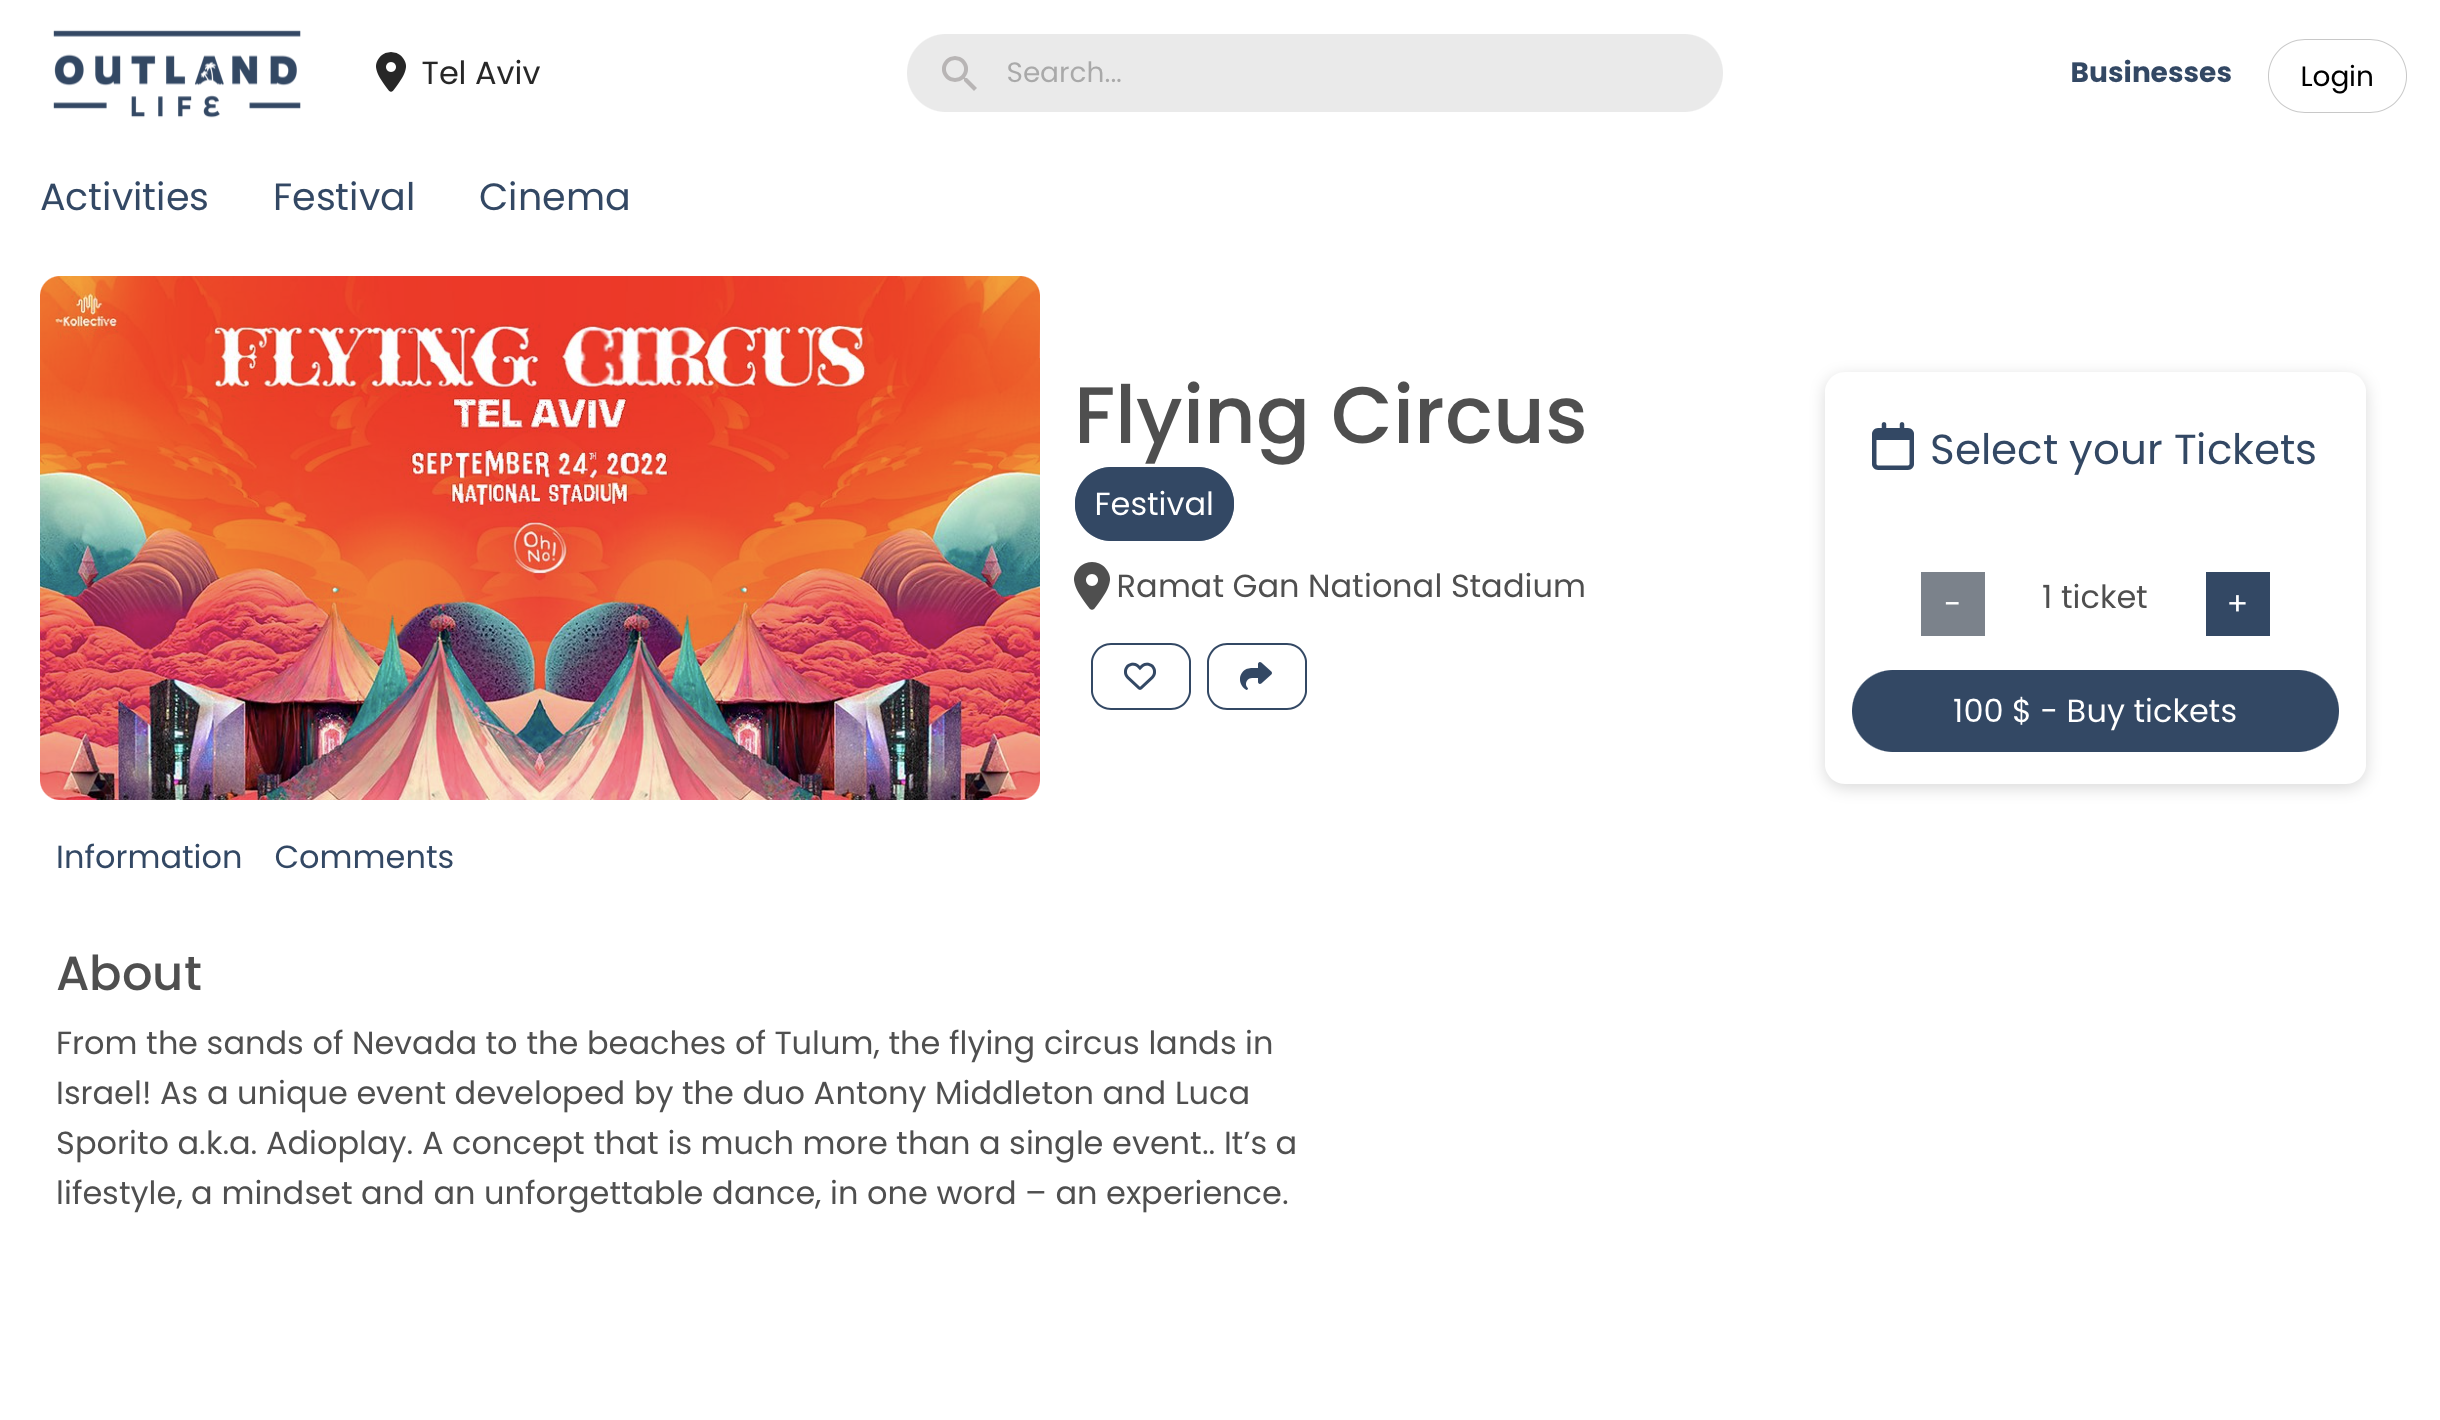 OUTLAND
LIFE
Tel Aviv
Search...
Businesses
Login
Activities
Festival
Cinema
the Kollective
FLYING CIRCUS
TEL AVIV
SEPTEMBER 24TH, 2022
NATIONAL STADIUM
Oh
No!
Flying Circus
Festival
Ramat Gan National Stadium
Select your Tickets
-
1 ticket
+
100 $ - Buy tickets
Information
Comments
About
From the sands of Nevada to the beaches of Tulum, the flying circus lands in
Israel! As a unique event developed by the duo Antony Middleton and Luca
Sporito a.k.a. Adioplay. A concept that is much more than a single event.. It’s a
lifestyle, a mindset and an unforgettable dance, in one word – an experience.